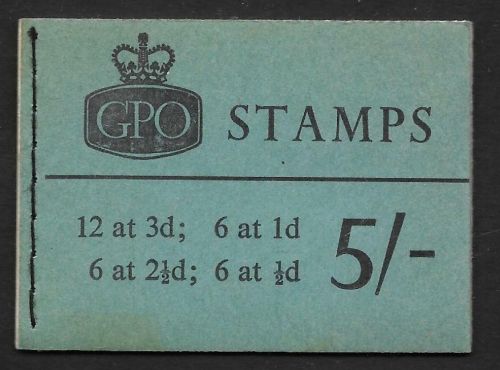 GPO
STAMPS
12 at 3d; 6 at 1d
6 at 2½d; 6 at ½d
5/-